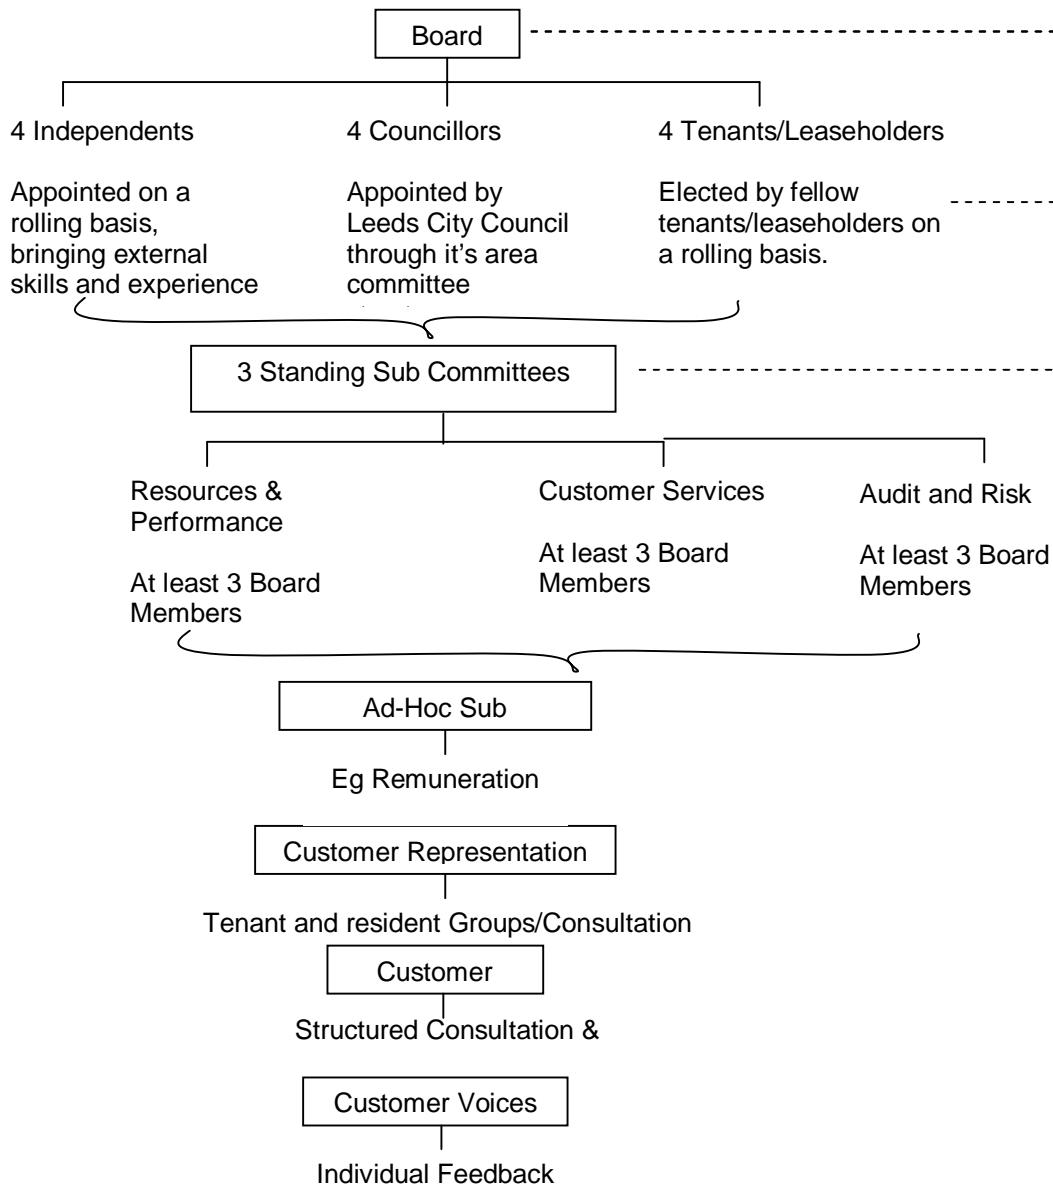 Board
4 Independents
Appointed on a
rolling basis,
bringing external
skills and experience
4 Councillors
Appointed by
Leeds City Council
through it's area
committee
4 Tenants/Leaseholders
Elected by fellow
tenants/leaseholders on
a rolling basis.
3 Standing Sub Committees
Resources &
Performance
At least 3 Board
Members
Customer Services
At least 3 Board
Members
Audit and Risk
At least 3 Board
Members
Ad-Hoc Sub
Eg Remuneration
Customer Representation
Tenant and resident Groups/Consultation
Customer
Structured Consultation &
Customer Voices
Individual Feedback